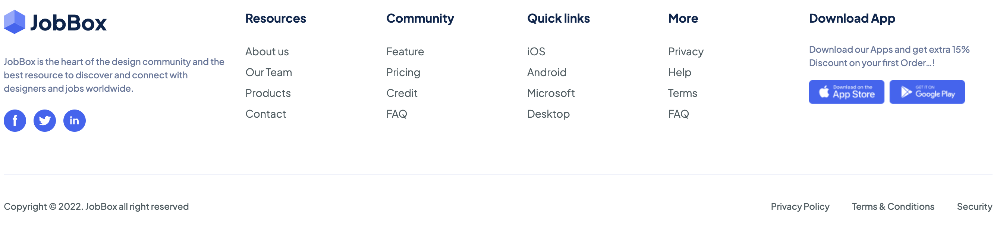 JobBox
JobBox is the heart of the design community and the
best resource to discover and connect with
designers and jobs worldwide.
f
in
Resources
About us
Our Team
Products
Contact
Community
Feature
Pricing
Credit
FAQ
Quick links
iOS
Android
Microsoft
Desktop
More
Privacy
Help
Terms
FAQ
Download App
Download our Apps and get extra 15%
Discount on your first Order...!
Download on the
App Store
GET IT ON
Google Play
Copyright © 2022. JobBox all right reserved
Privacy Policy
Terms & Conditions
Security